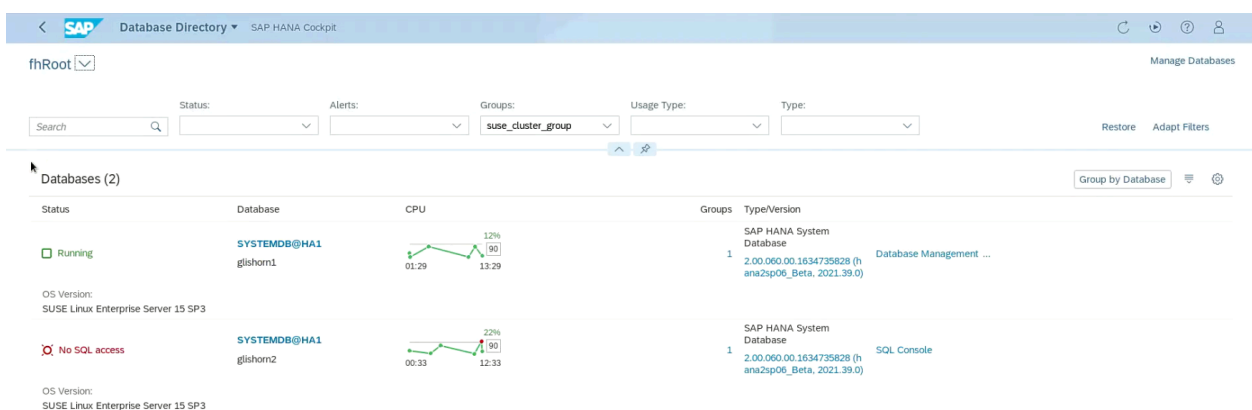 SAP Database Directory SAP HANA Cockpit
fhRoot Manage Databases
Status: Alerts: Groups: Usage Type: Type:
Search suse_cluster_group Restore Adapt Filters
Databases (2) Group by Database
Status Database CPU Groups Type/Version
Running SYSTEMDB@HA1 12% 90 1 SAP HANA System
Database
glishorn1 01:29 13:29 2.00.060.00.1634735828 (h Database Management ...
ana2sp06_Beta, 2021.39.0)
OS Version:
SUSE Linux Enterprise Server 15 SP3
No SQL access SYSTEMDB@HA1 22% 90 1 SAP HANA System
Database
glishorn2 00:33 12:33 2.00.060.00.1634735828 (h SQL Console
ana2sp06_Beta, 2021.39.0)
OS Version:
SUSE Linux Enterprise Server 15 SP3